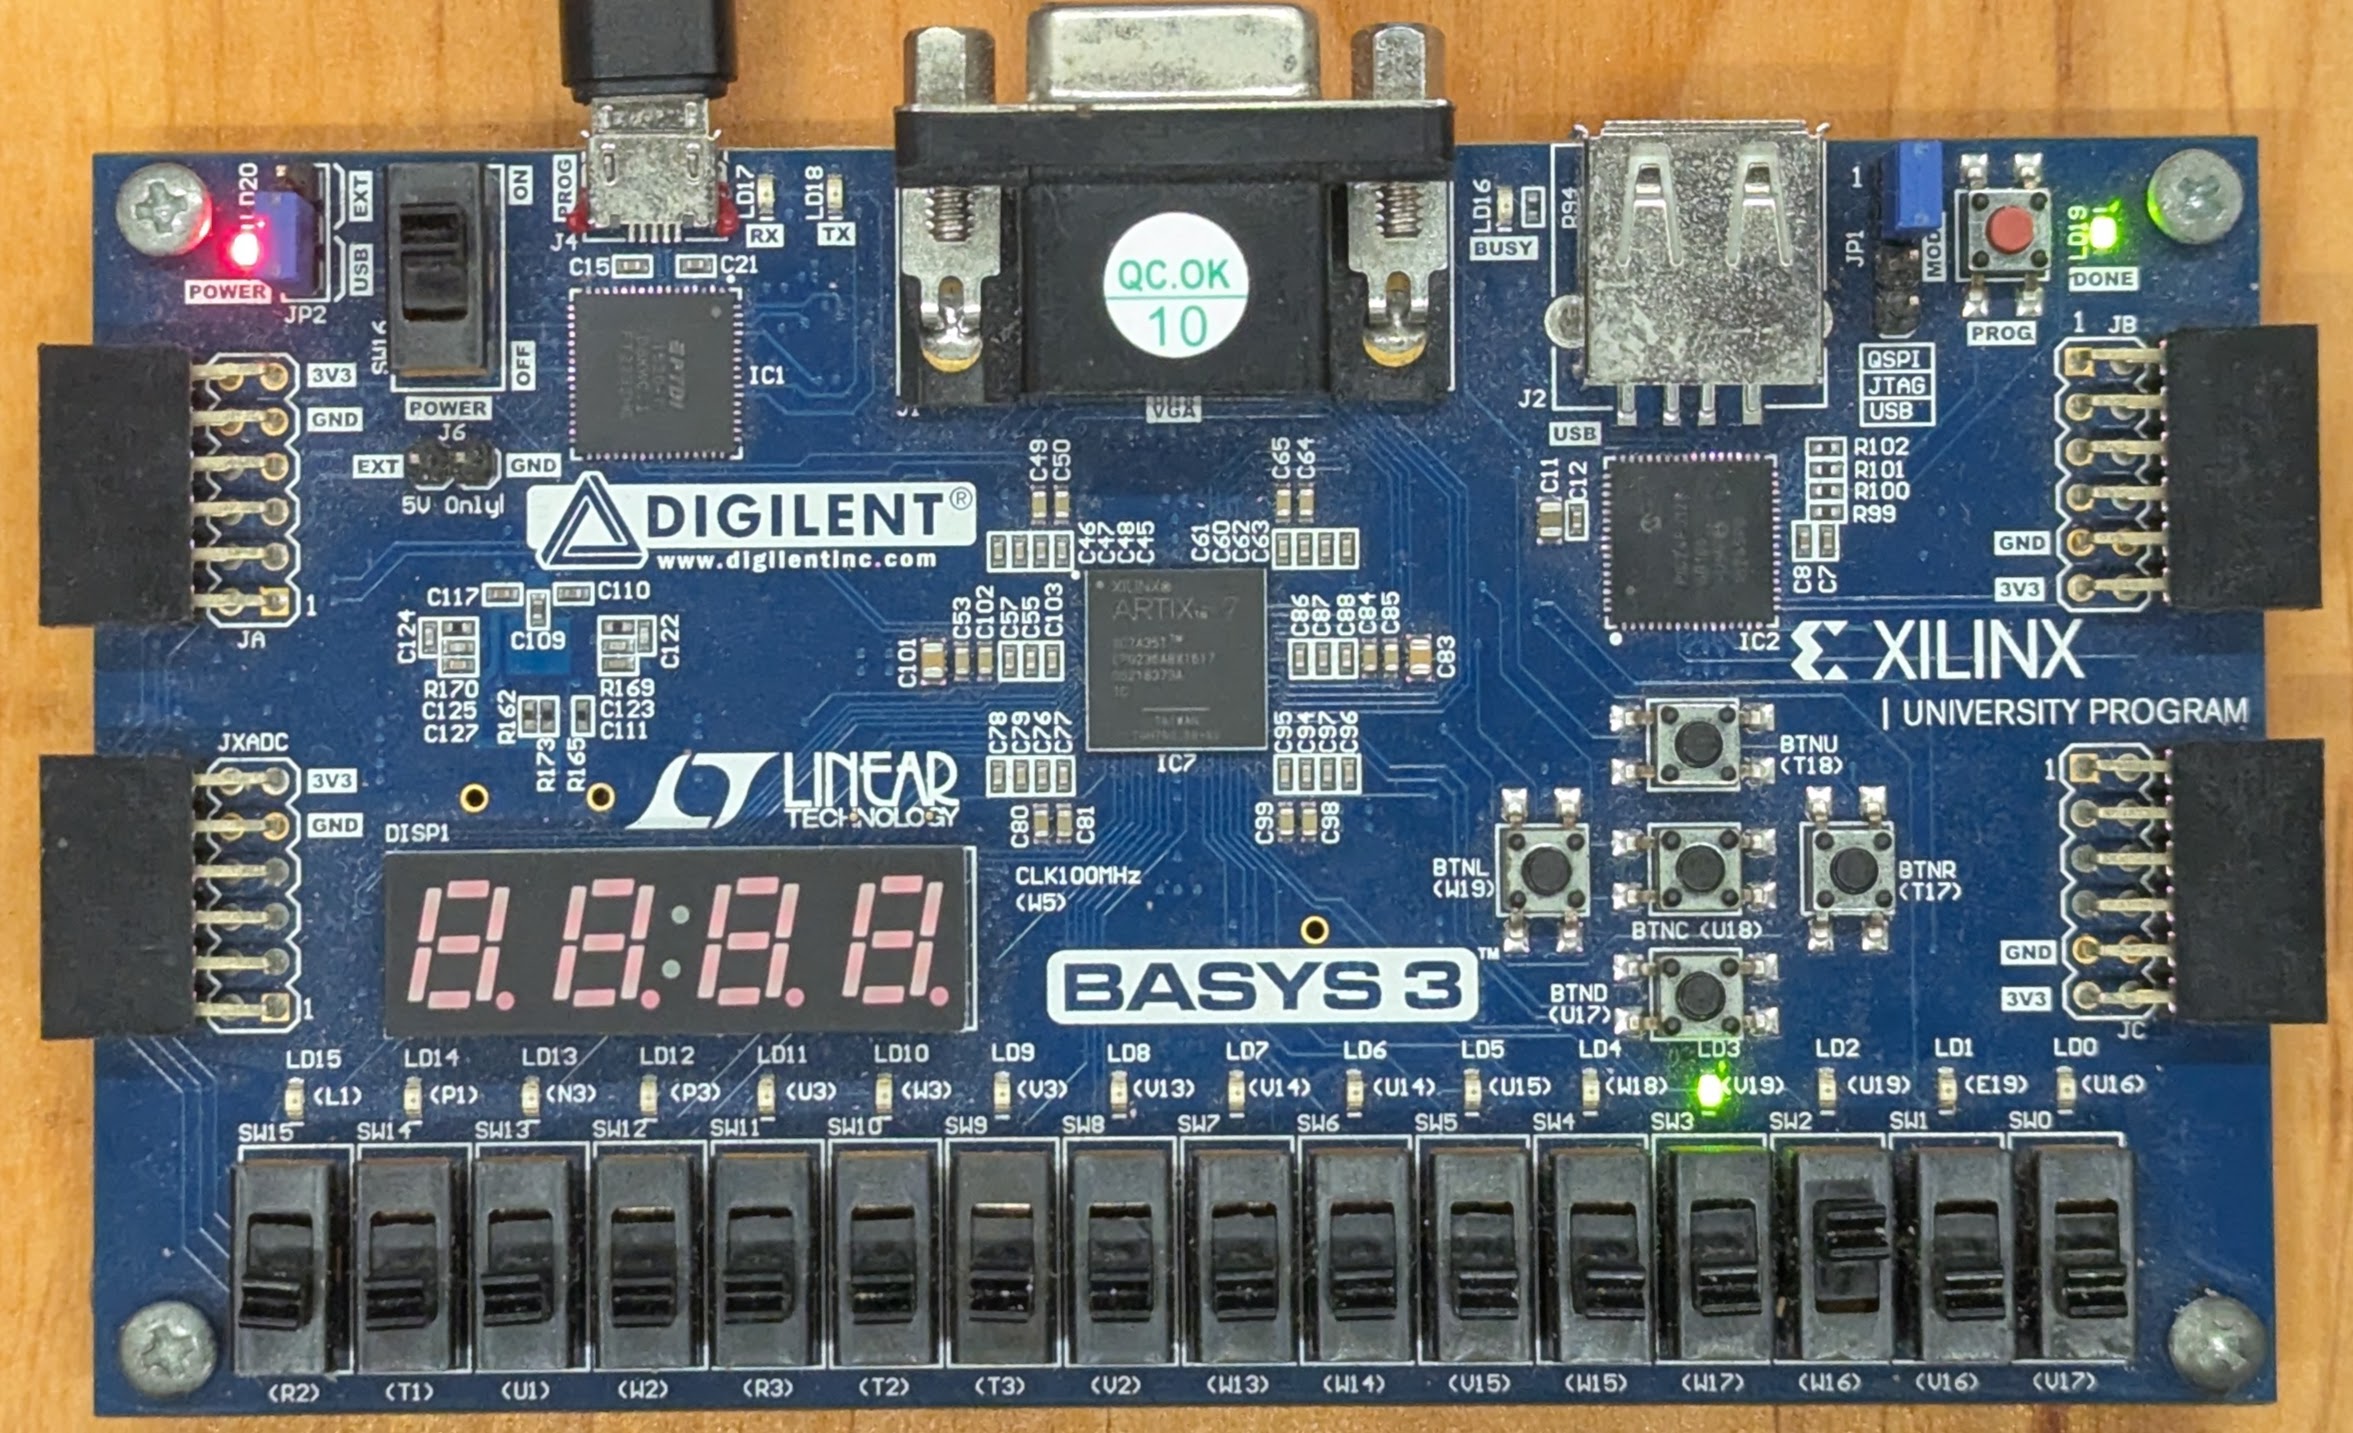 LD20
EXT
USB
POWER
JP2
SW16
ON
OFF
POWER
PROG
J4
LD17
RX
LD18
TX
C15
C21
FTDI
IC1
QC.OK
10
J1
VGA
LD16
BUSY
R94
J2
USB
1
JP1
QSPI
JTAG
USB
PROG
LD19
DONE
3V3
GND
JA
1
J6
EXT
GND
5V Only!
DIGILENT®
www.digilentinc.com
C49
C50
C65
C64
C46
C47
C48
C45
C61
C60
C62
C63
C11
C12
R102
R101
R100
R99
C8
C7
IC2
1 JB
GND
3V3
C117
C110
C109
C124
C122
R170
C125
C127
R162
R173
R165
R169
C123
C111
C101
C53
C102
C57
C55
C103
XILINX®
ARTIX 7
TAIWAN
IC7
C86
C87
C88
C84
C85
C83
C78
C79
C76
C77
C95
C94
C97
C96
C80
C81
C99
C98
XILINX
| UNIVERSITY PROGRAM
JXADC
3V3
GND
1
LINEAR
TECHNOLOGY
DISP1
CLK100MHz
(W5)
BASYS 3™
BTNU
(T18)
BTNL
(W19)
BTNR
(T17)
BTNC (U18)
BTND
(U17)
1
GND
3V3
JC
LD15 LD14 LD13 LD12 LD11 LD10 LD9 LD8 LD7 LD6 LD5 LD4 LD3 LD2 LD1 LD0
(L1) (P1) (N3) (P3) (U3) (W3) (V3) (V13) (V14) (U14) (U15) (W18) (V19) (U19) (E19) (U16)
SW15 SW14 SW13 SW12 SW11 SW10 SW9 SW8 SW7 SW6 SW5 SW4 SW3 SW2 SW1 SW0
(R2) (T1) (U1) (W2) (R3) (T2) (T3) (V2) (W13) (W14) (V15) (W15) (W17) (W16) (V16) (V17)